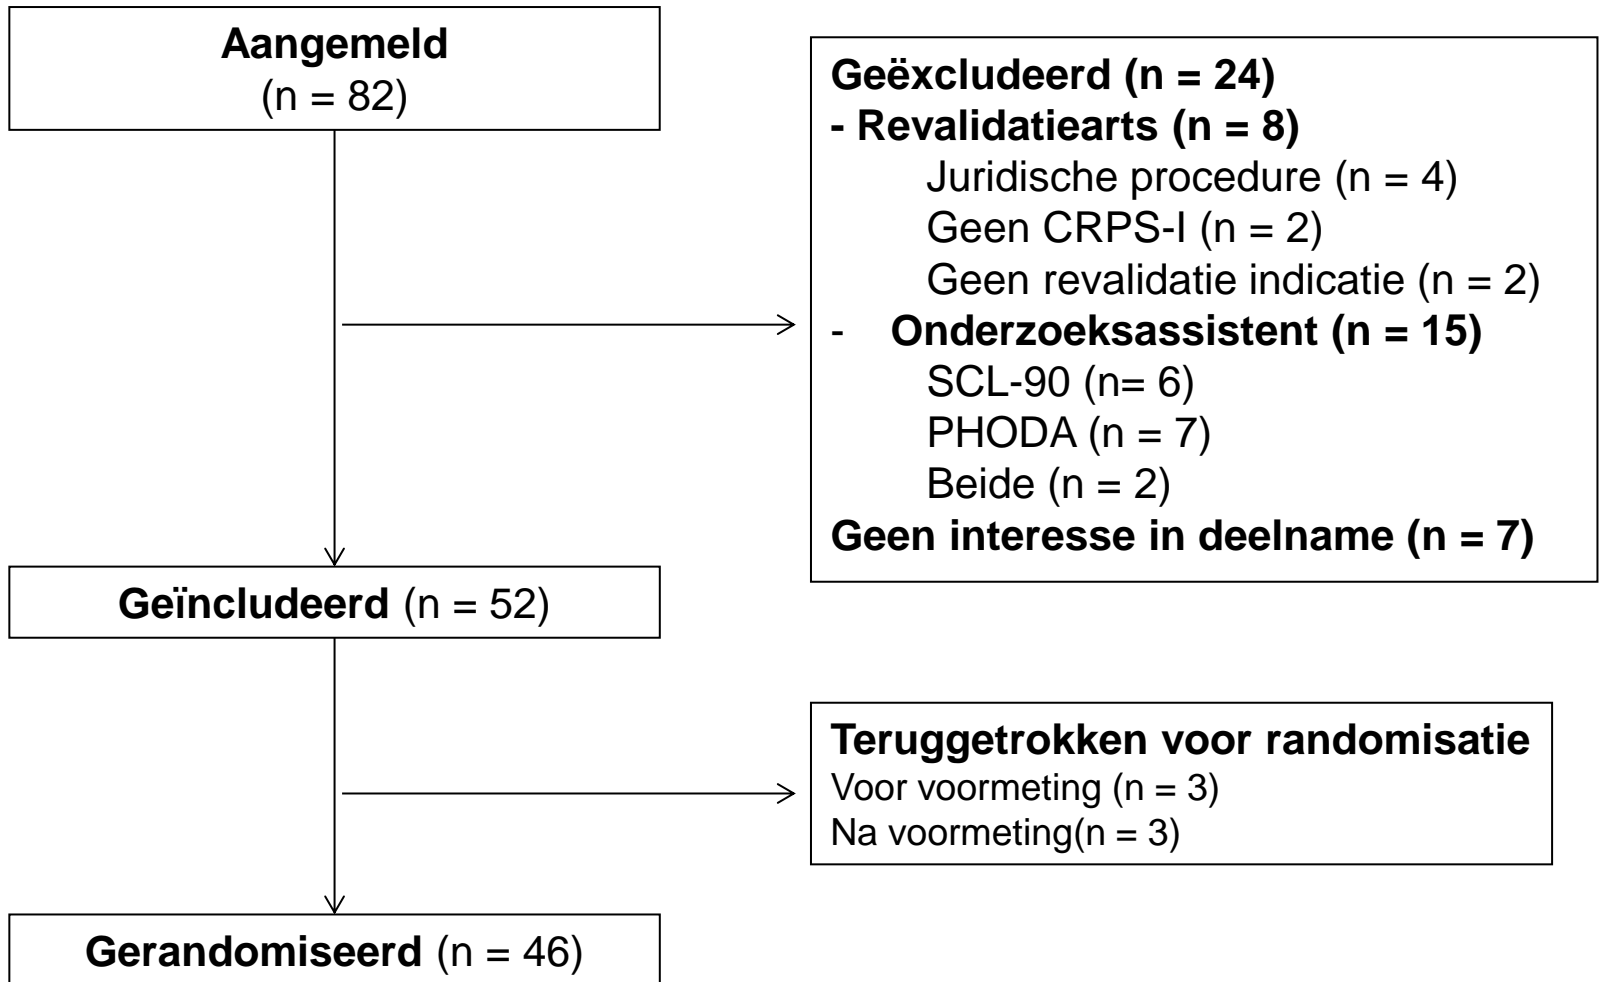 Aangemeld
(n = 82)
Geëxcludeerd (n = 24)
- Revalidatiearts (n = 8)
Juridische procedure (n = 4)
Geen CRPS-I (n = 2)
Geen revalidatie indicatie (n = 2)
- Onderzoeksassistent (n = 15)
SCL-90 (n= 6)
PHODA (n = 7)
Beide (n = 2)
Geen interesse in deelname (n = 7)
Geïncludeerd (n = 52)
Teruggetrokken voor randomisatie
Voor voormeting (n = 3)
Na voormeting(n = 3)
Gerandomiseerd (n = 46)